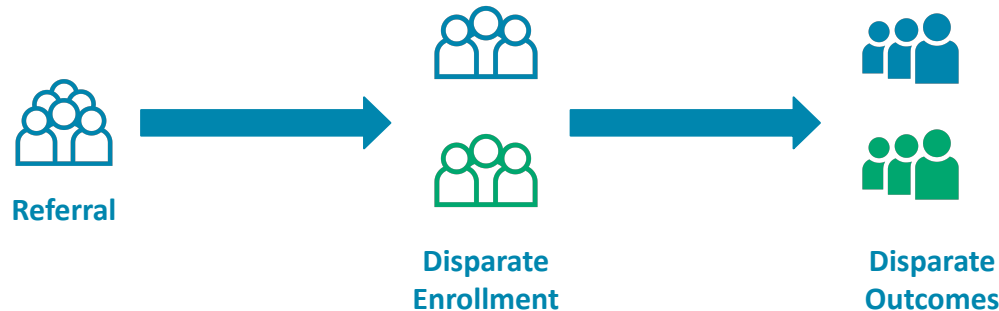 Referral
Disparate
Enrollment
Disparate
Outcomes